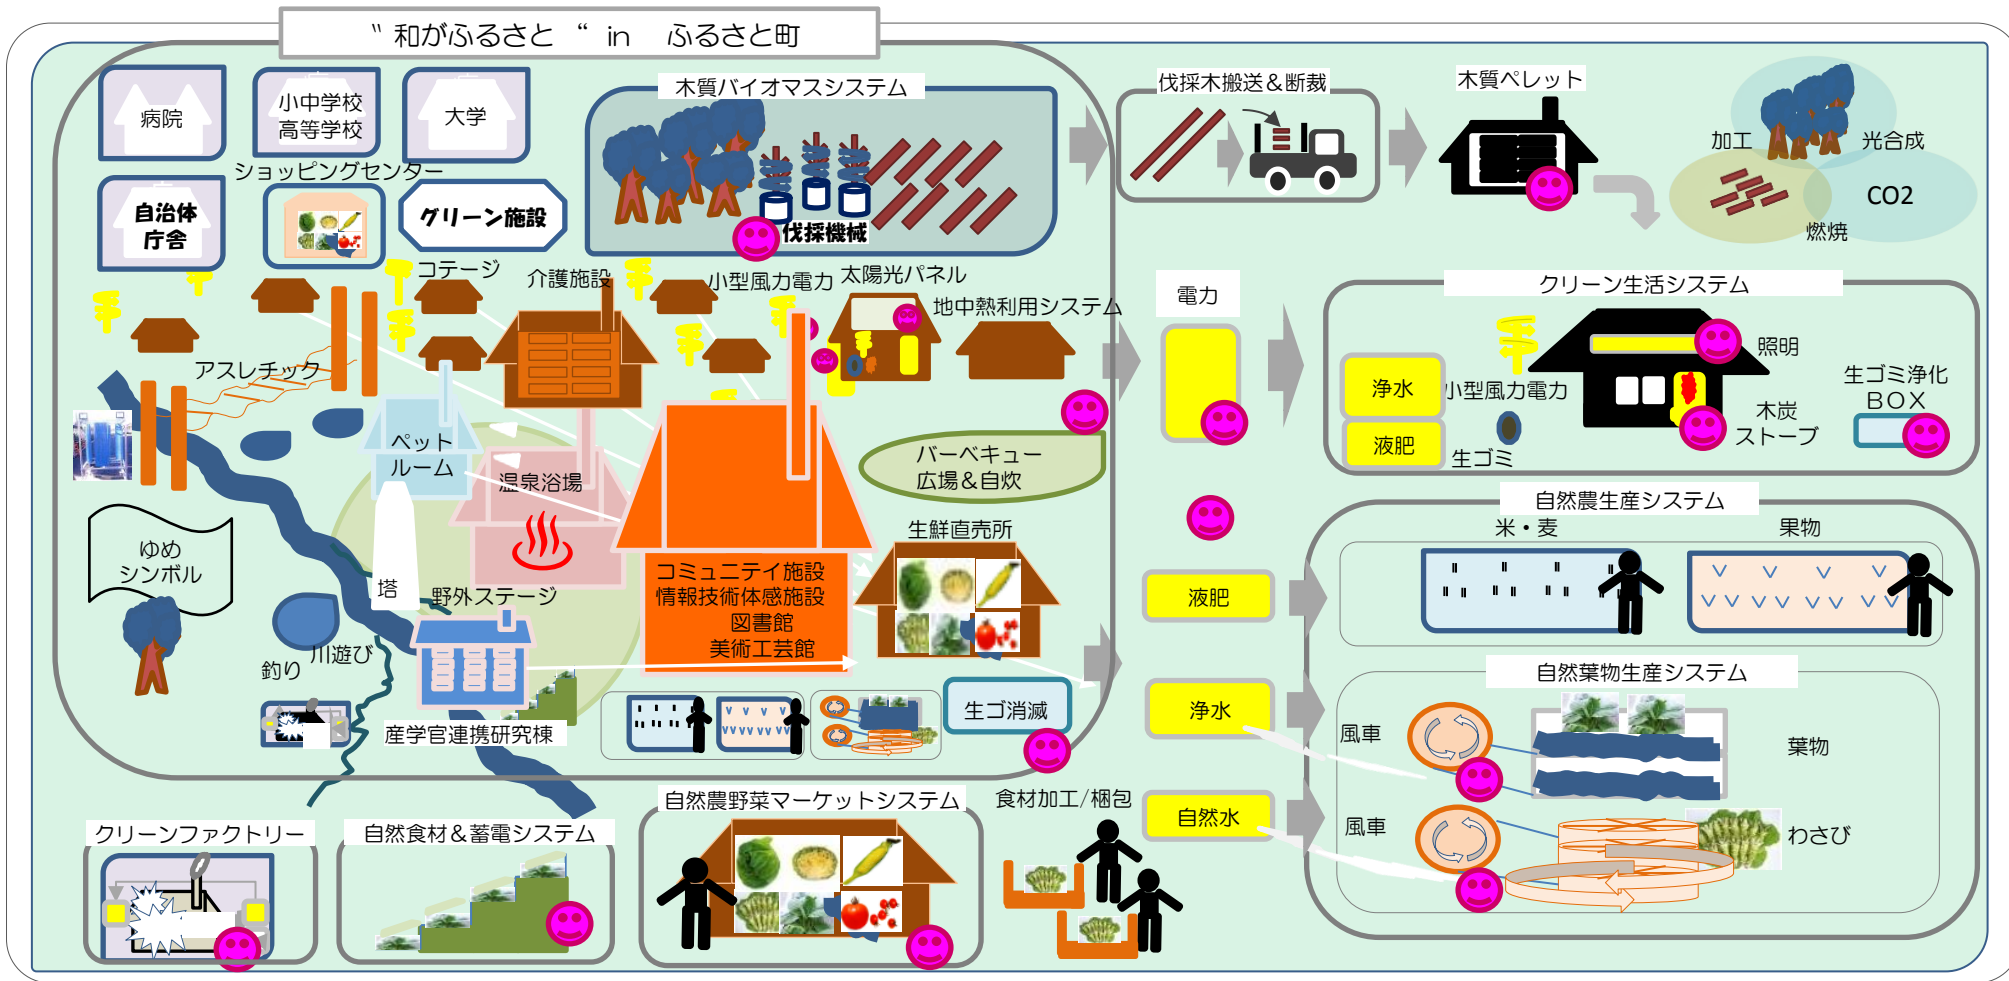 〝 和がふるさと “ in ふるさと町
病院
小中学校
高等学校
大学
ショッピングセンター
自治体
庁舎
グリーン施設
木質バイオマスシステム
伐採機械
伐採木搬送＆断裁
木質ペレット
加工
光合成
CO2
燃焼
コテージ
介護施設
小型風力電力
太陽光パネル
地中熱利用システム
アスレチック
ペット
ルーム
温泉浴場
バーベキュー
広場＆自炊
生鮮直売所
コミュニテイ施設
情報技術体感施設
図書館
美術工芸館
ゆめ
シンボル
塔
野外ステージ
釣り
川遊び
産学官連携研究棟
生ゴ消滅
電力
クリーン生活システム
浄水
液肥
小型風力電力
生ゴミ
照明
木炭
ストーブ
生ゴミ浄化
ＢＯＸ
自然農生産システム
米・麦
果物
液肥
浄水
自然水
自然葉物生産システム
風車
葉物
風車
わさび
クリーンファクトリー
自然食材＆蓄電システム
自然農野菜マーケットシステム
食材加工/梱包